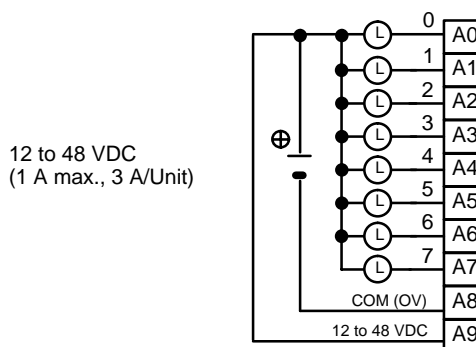 12 to 48 VDC
(1 A max., 3 A/Unit)
L 0 A0
L 1 A1
L 2 A2
L 3 A3
L 4 A4
L 5 A5
L 6 A6
L 7 A7
COM (OV) A8
12 to 48 VDC A9